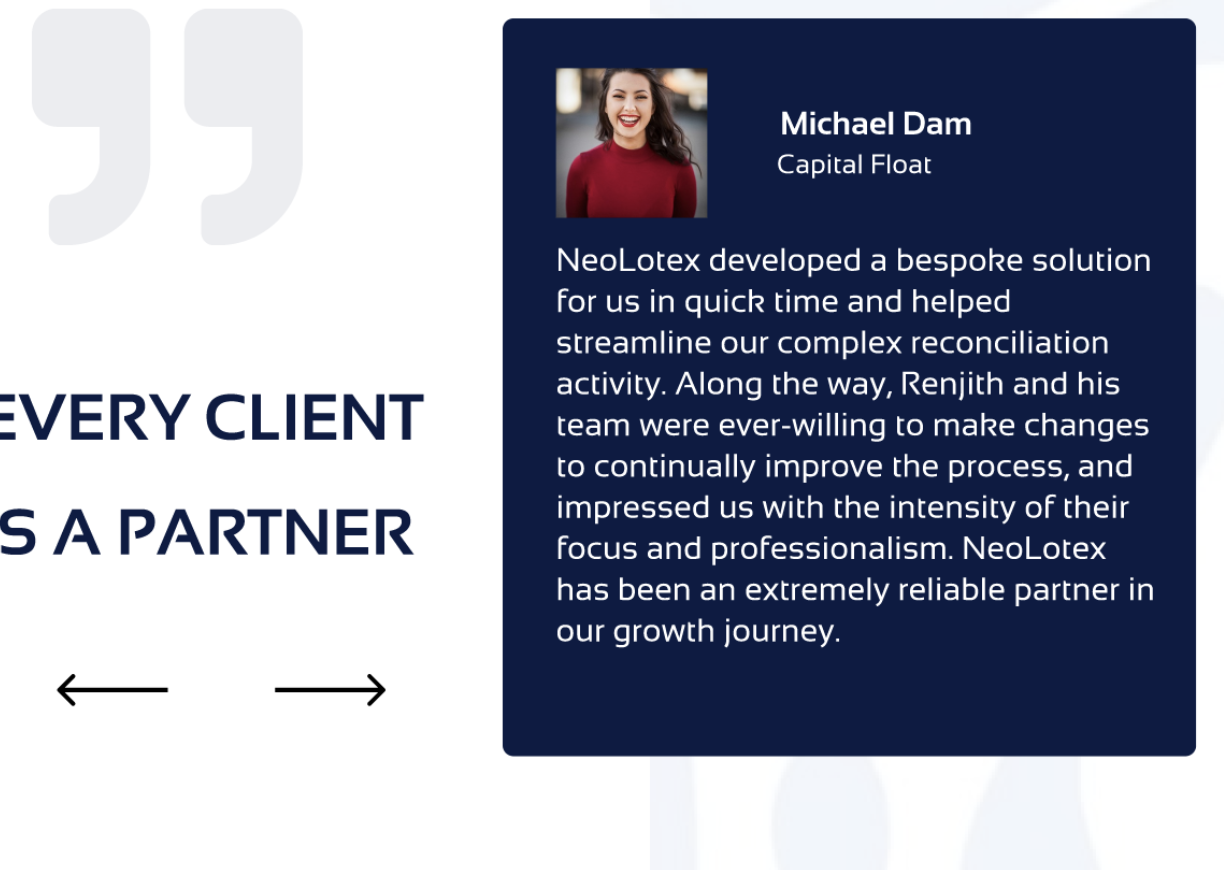 EVERY CLIENT
S A PARTNER
Michael Dam
Capital Float
NeoLotex developed a bespoke solution
for us in quick time and helped
streamline our complex reconciliation
activity. Along the way, Renjith and his
team were ever-willing to make changes
to continually improve the process, and
impressed us with the intensity of their
focus and professionalism. NeoLotex
has been an extremely reliable partner in
our growth journey.